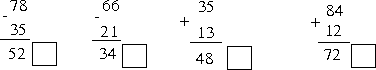 78 66 35 84
- - + +
35 21 13 12
52 34 48 72